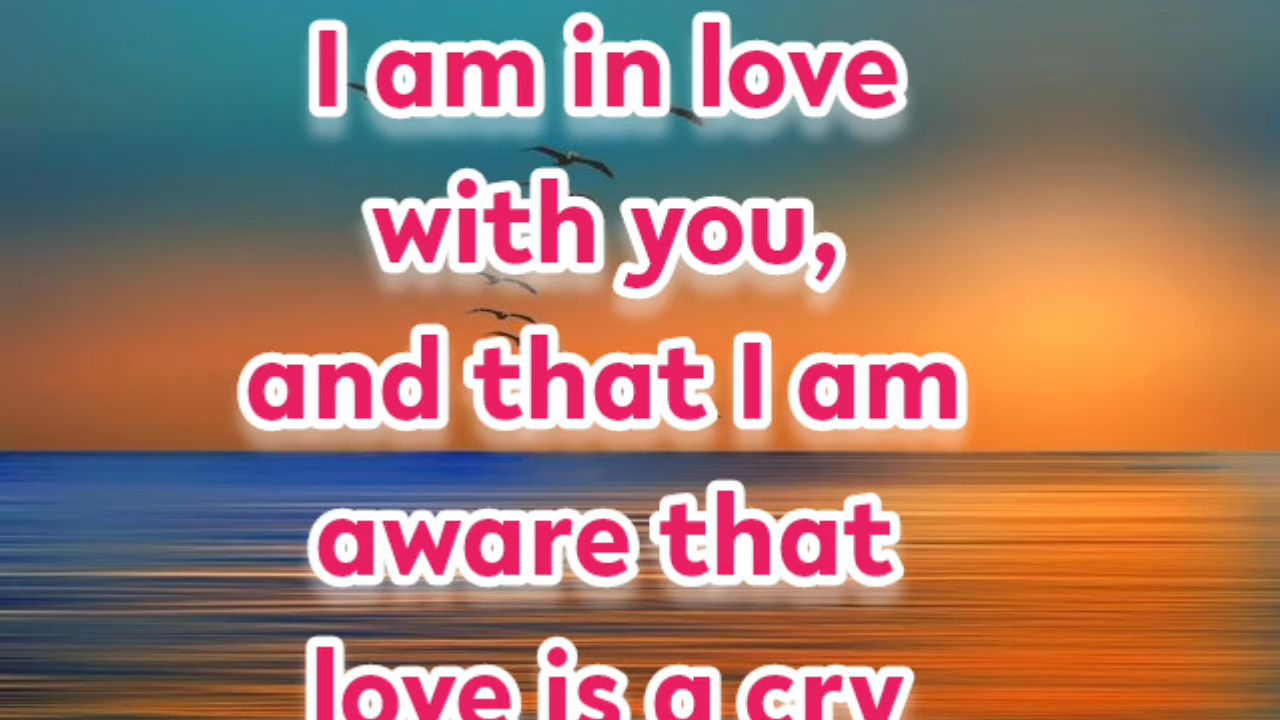 I am in love
with you,
and that I am
aware that
love is a cry